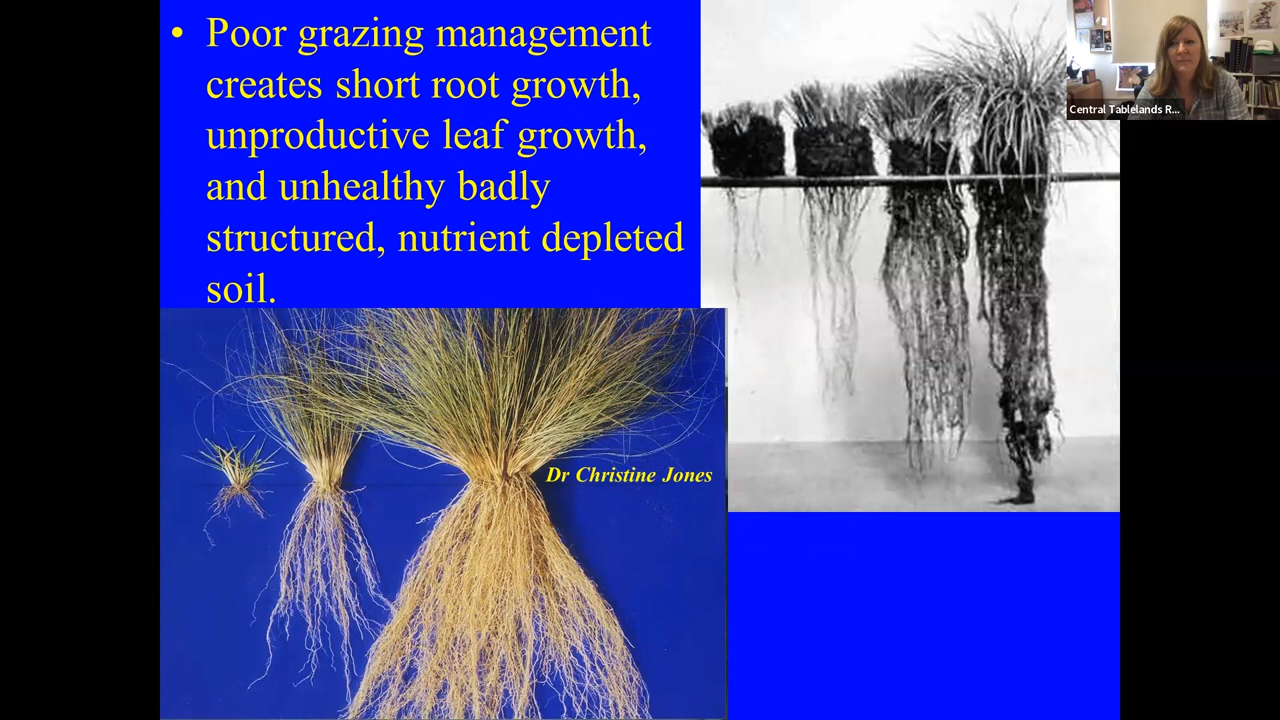 • Poor grazing management
creates short root growth,
unproductive leaf growth,
and unhealthy badly
structured, nutrient depleted
soil.
Central Tablelands R...
Dr Christine Jones